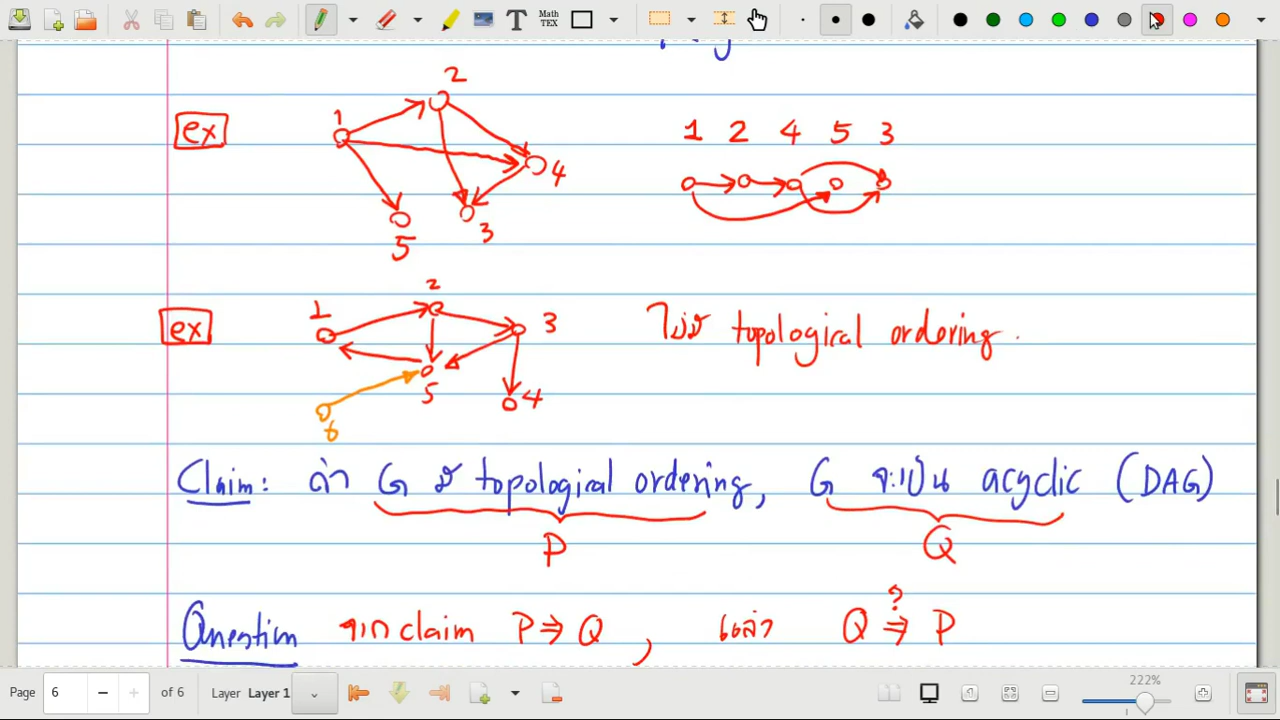 Math
TEX
2
ex 1 4 5 3
1 2 4 5 3
ex 1 2 3 5 4 6
ไม่มี topological ordering.
Claim: ถ้า G มี topological ordering, G จะเป็น acyclic (DAG)
P Q
Question จาก claim P ⇒ Q , แล้ว Q ?⇒ P
Page 6 of 6 Layer Layer 1 222%